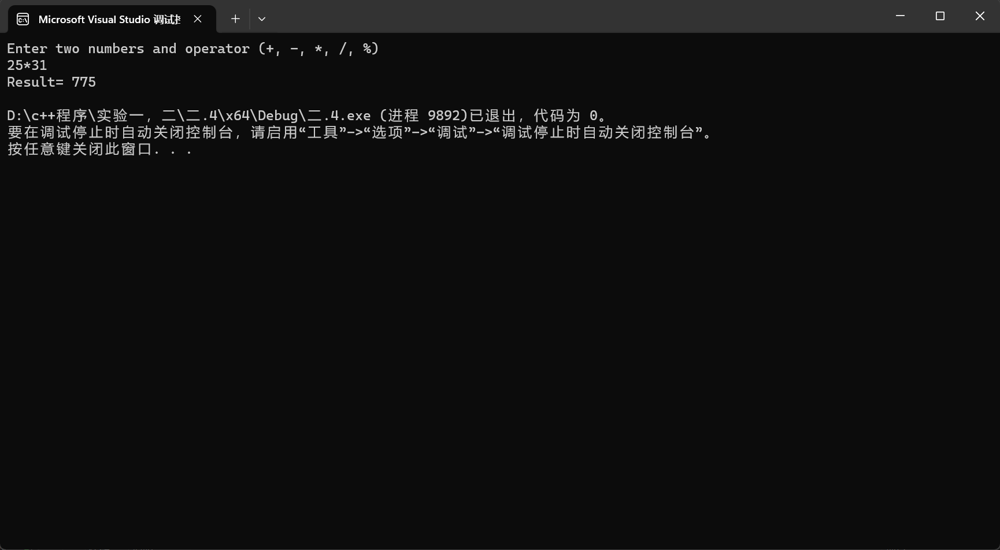 Microsoft Visual Studio 调试
Enter two numbers and operator (+, -, *, /, %)
25*31
Result= 775
D:\c++程序\实验一，二\二.4\x64\Debug\二.4.exe (进程 9892)已退出，代码为 0。
要在调试停止时自动关闭控制台，请启用“工具”->“选项”->“调试”->“调试停止时自动关闭控制台”。
按任意键关闭此窗口. . .